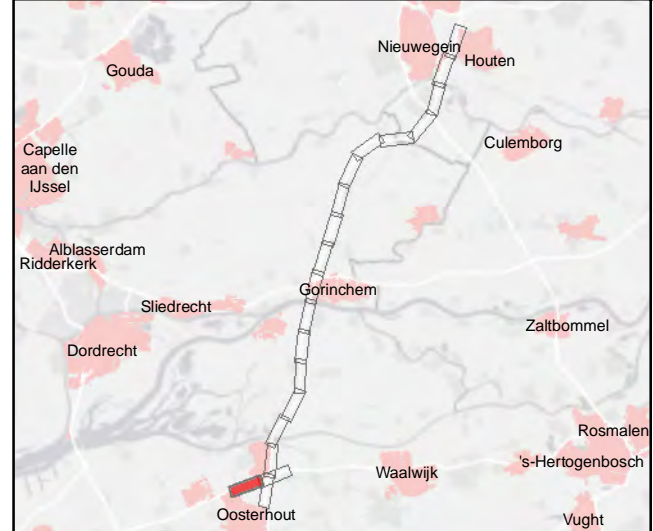 Nieuwegein
Houten
Gouda
Culemborg
Capelle
aan den
IJssel
Alblasserdam
Ridderkerk
Gorinchem
Sliedrecht
Zaltbommel
Dordrecht
Rosmalen
's-Hertogenbosch
Waalwijk
Oosterhout
Vught